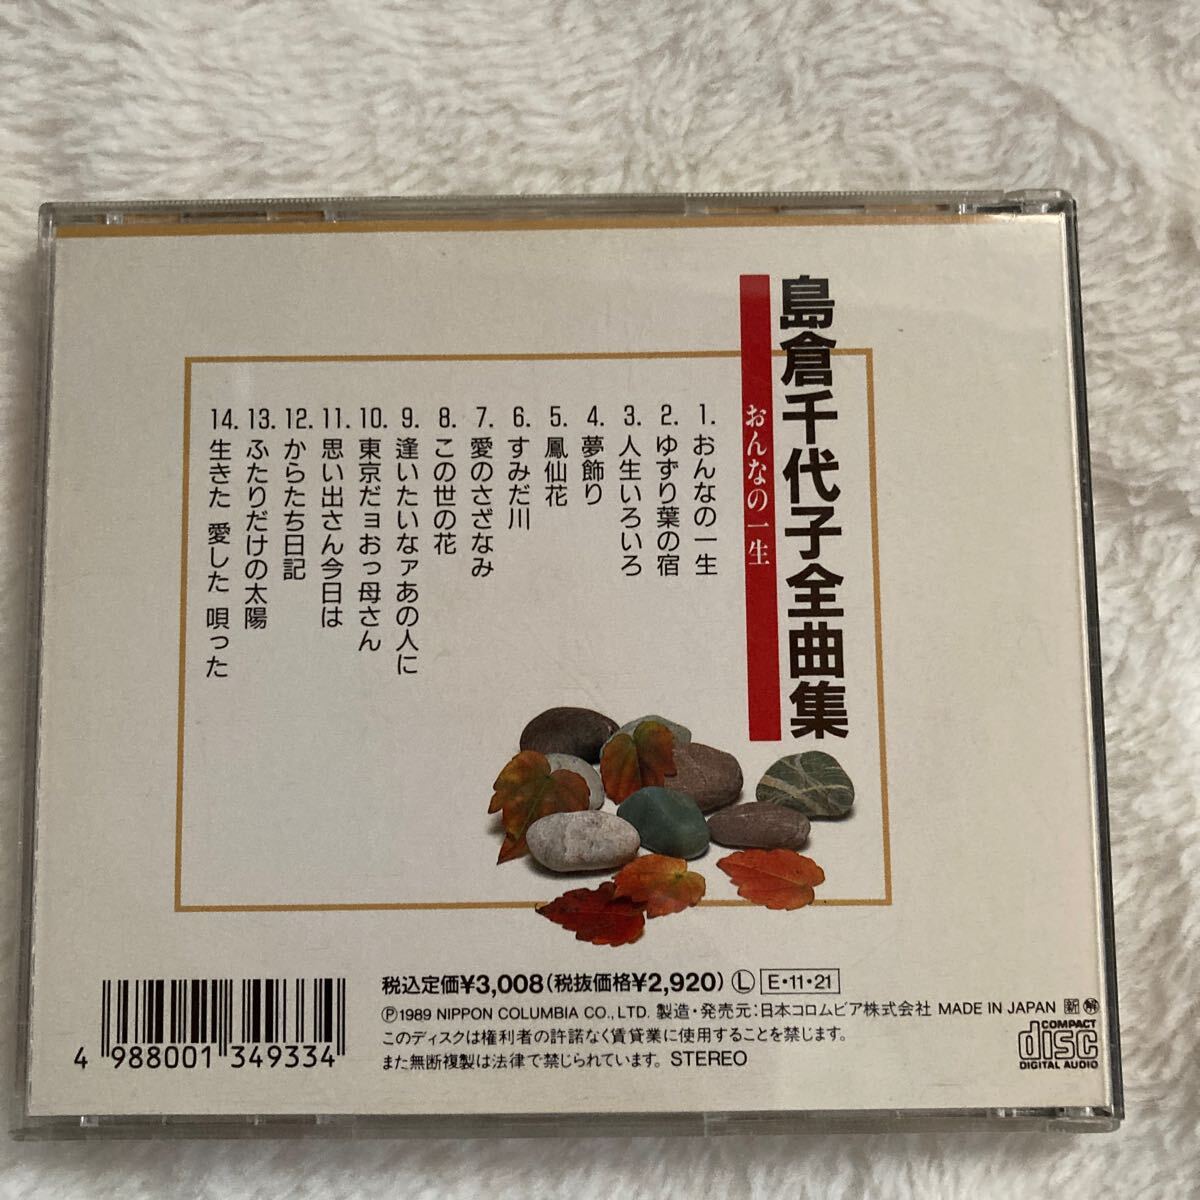 島倉千代子全曲集
おんなの一生
1. おんなの一生
2. ゆずり葉の宿
3. 人生いろいろ
4. 夢飾り
5. 鳳仙花
6. すみだ川
7. 愛のさざなみ
8. この世の花
9. 逢いたいなァあの人に
10. 東京だョおっ母さん
11. 思い出さん今日は
12. からたち日記
13. ふたりだけの太陽
14. 生きた 愛した 唄った
税込定価¥3,008(税抜価格¥2,920) Ⓛ E・11・21
Ⓟ1989 NIPPON COLUMBIA CO., LTD. 製造・発売元:日本コロムビア株式会社 MADE IN JAPAN 新 解
このディスクは権利者の許諾なく賃貸業に使用することを禁じます。
また無断複製は法律で禁じられています。 STEREO
COMPACT
disc
DIGITAL AUDIO
4 988001 349334